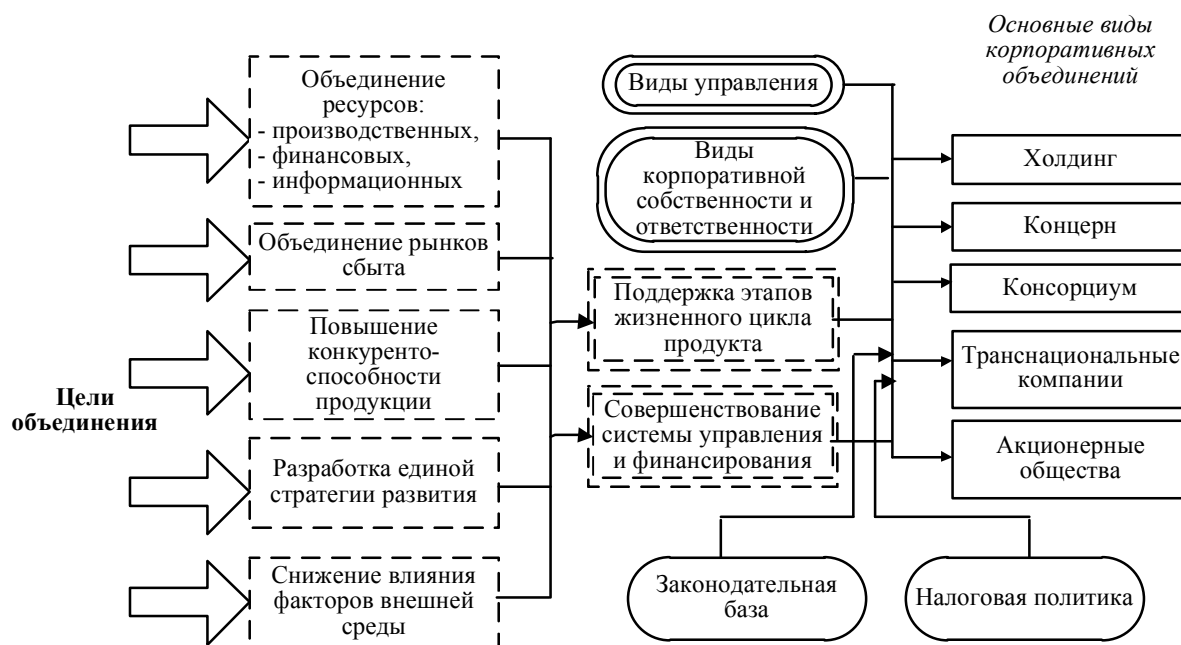 Цели
объединения
Объединение
ресурсов:
- производственных,
- финансовых,
- информационных
Объединение рынков
сбыта
Повышение
конкуренто-
способности
продукции
Разработка единой
стратегии развития
Снижение влияния
факторов внешней
среды
Виды управления
Виды
корпоративной
собственности и
ответственности
Поддержка этапов
жизненного цикла
продукта
Совершенствование
системы управления
и финансирования
Законодательная
база
Налоговая политика
Основные виды
корпоративных
объединений
Холдинг
Концерн
Консорциум
Транснациональные
компании
Акционерные
общества